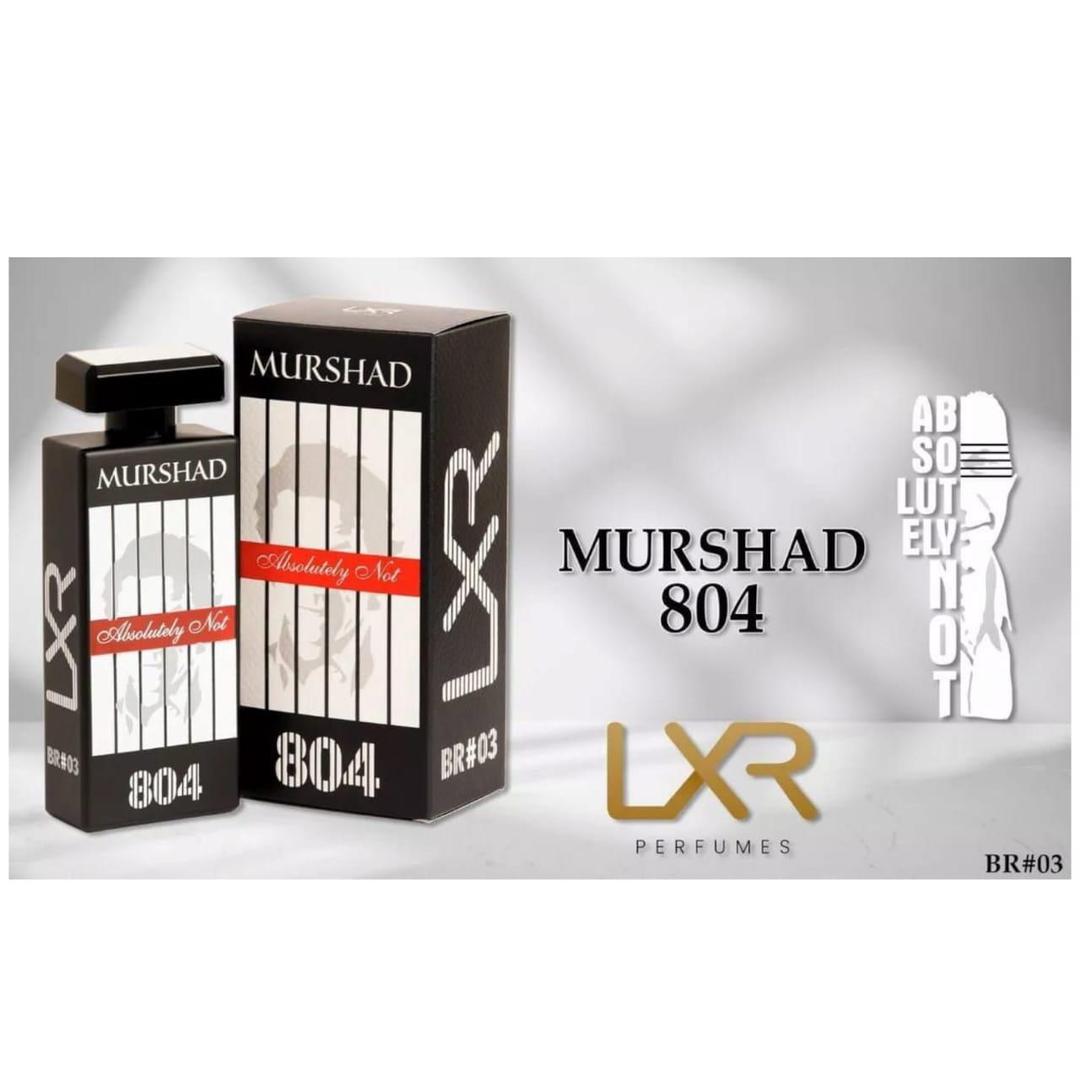 MURSHAD
Absolutely Not
804
LXR
BR#03
LXR
MURSHAD
Absolutely Not
804
LXR
BR#03
MURSHAD
804
LXR
PERFUMES
AB
SO
LUT
ELY
N
O
T
BR#03